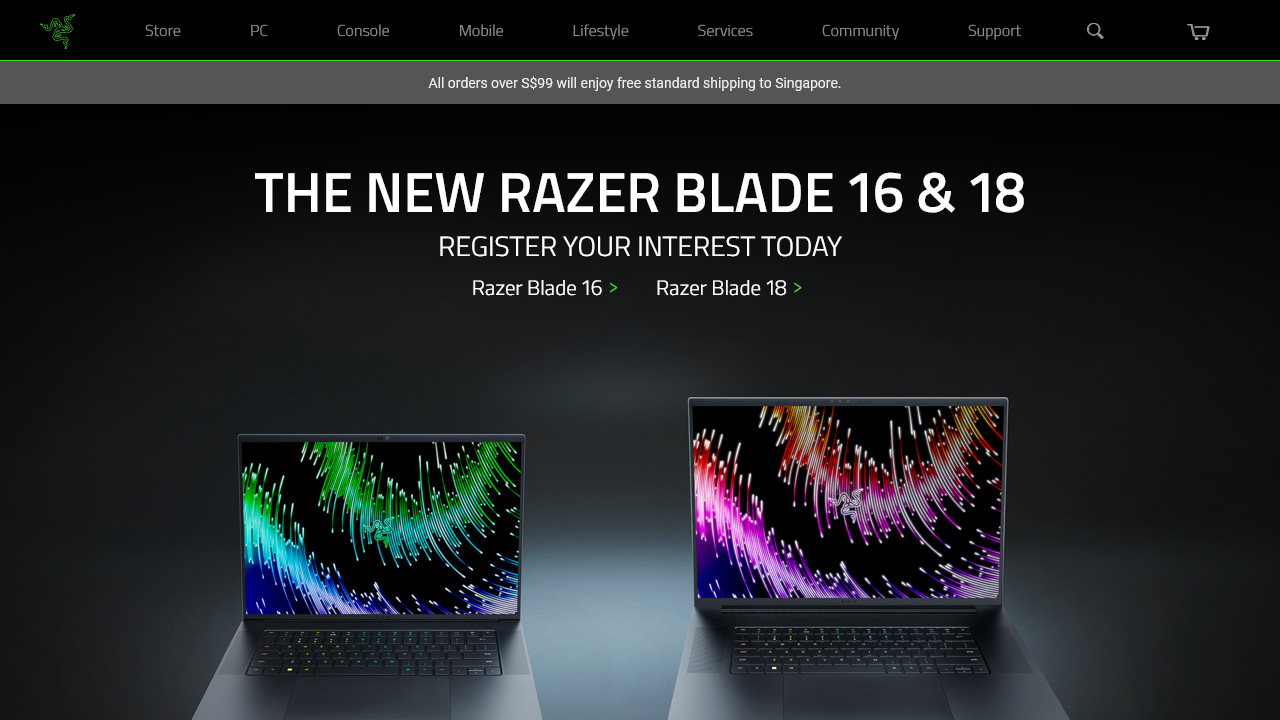 Store PC Console Mobile Lifestyle Services Community Support
All orders over S$99 will enjoy free standard shipping to Singapore.
THE NEW RAZER BLADE 16 & 18
REGISTER YOUR INTEREST TODAY
Razer Blade 16 > Razer Blade 18 >